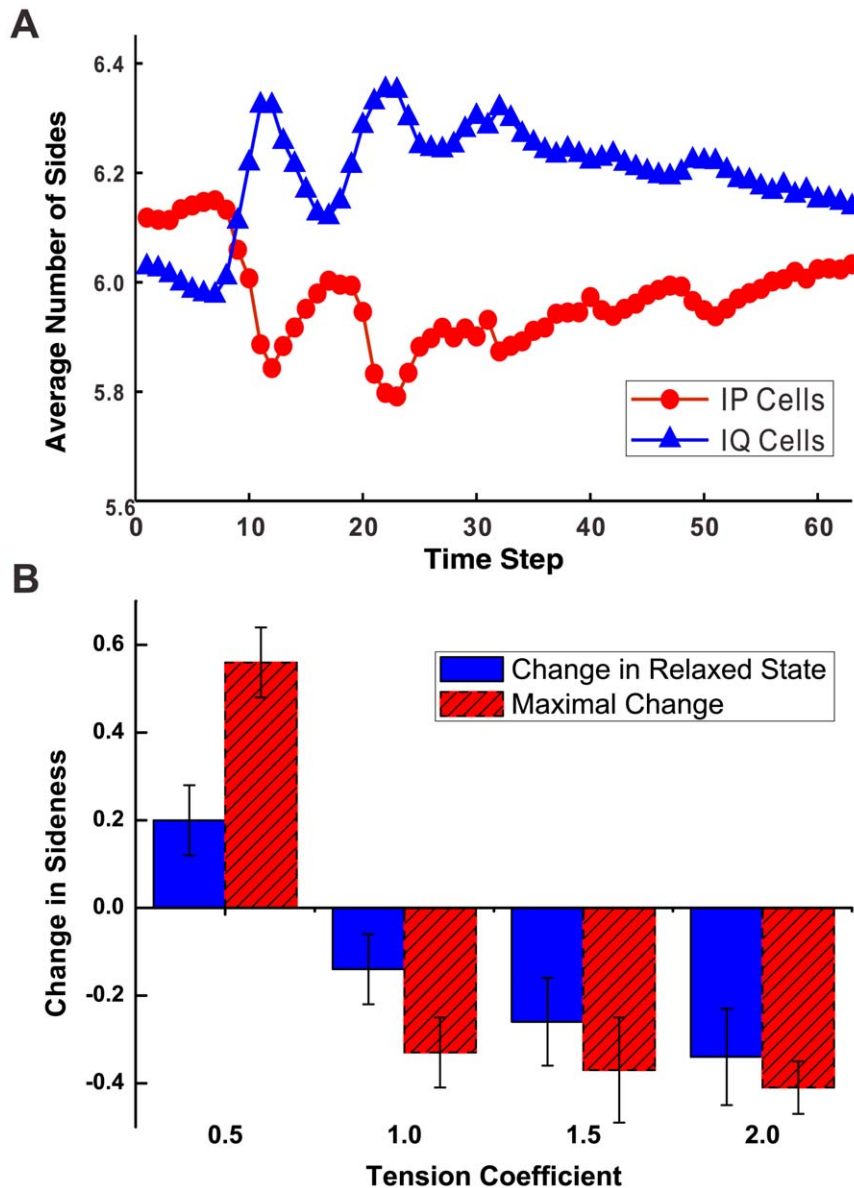 A
6.4
6.2
6.0
5.8
5.6
Average Number of Sides
IP Cells
IQ Cells
0 10 20 30 40 50 60
Time Step
B
0.6
0.4
0.2
0.0
-0.2
-0.4
Change in Sideness
Change in Relaxed State
Maximal Change
0.5 1.0 1.5 2.0
Tension Coefficient